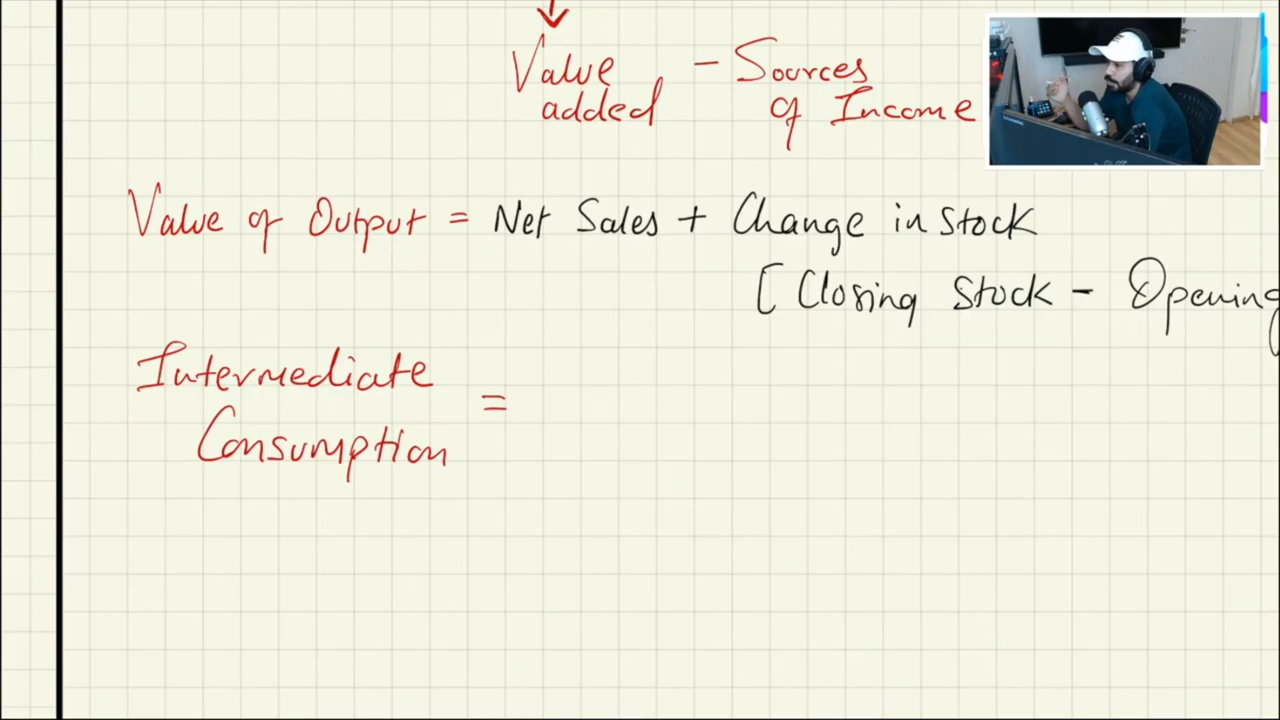 Value - Sources
added of Income
Value of Output = Net Sales + Change in stock
[ Closing Stock - Opening
Intermediate
=
Consumption